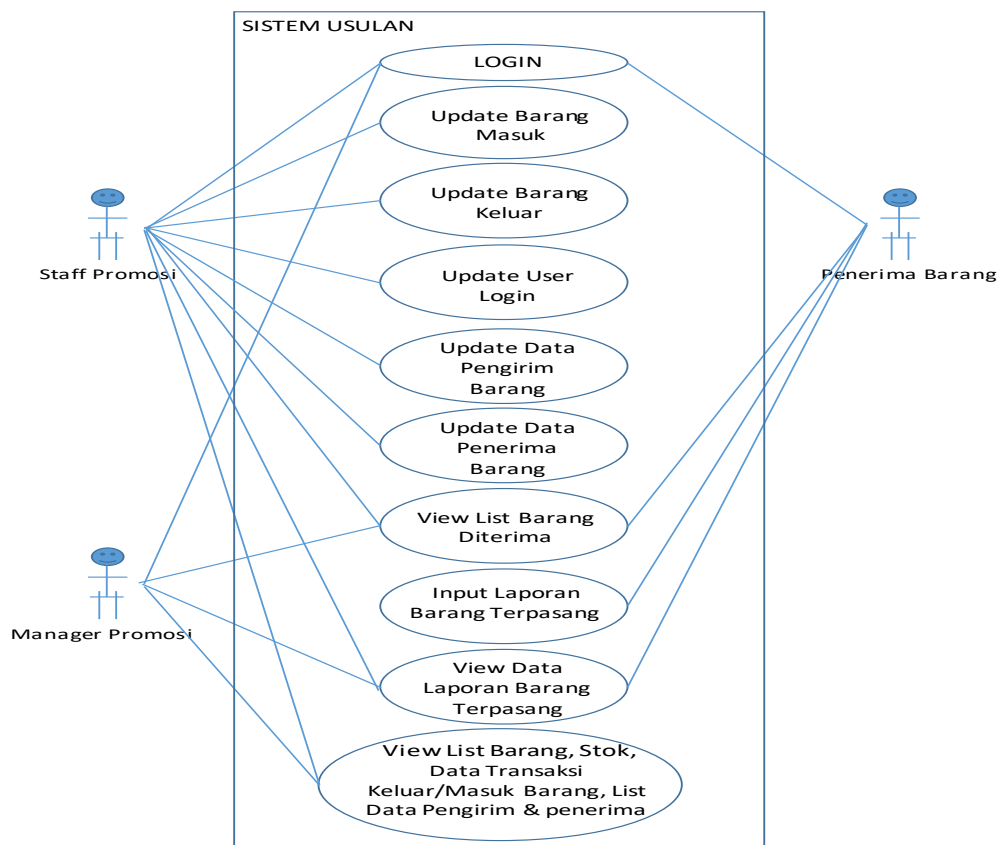 SISTEM USULAN
LOGIN
Update Barang
Masuk
Update Barang
Keluar
Staff Promosi
Penerima Barang
Update User
Login
Update Data
Pengirim
Barang
Update Data
Penerima
Barang
View List Barang
Diterima
Manager Promosi
Input Laporan
Barang Terpasang
View Data
Laporan Barang
Terpasang
View List Barang, Stok,
Data Transaksi
Keluar/Masuk Barang, List
Data Pengirim & penerima